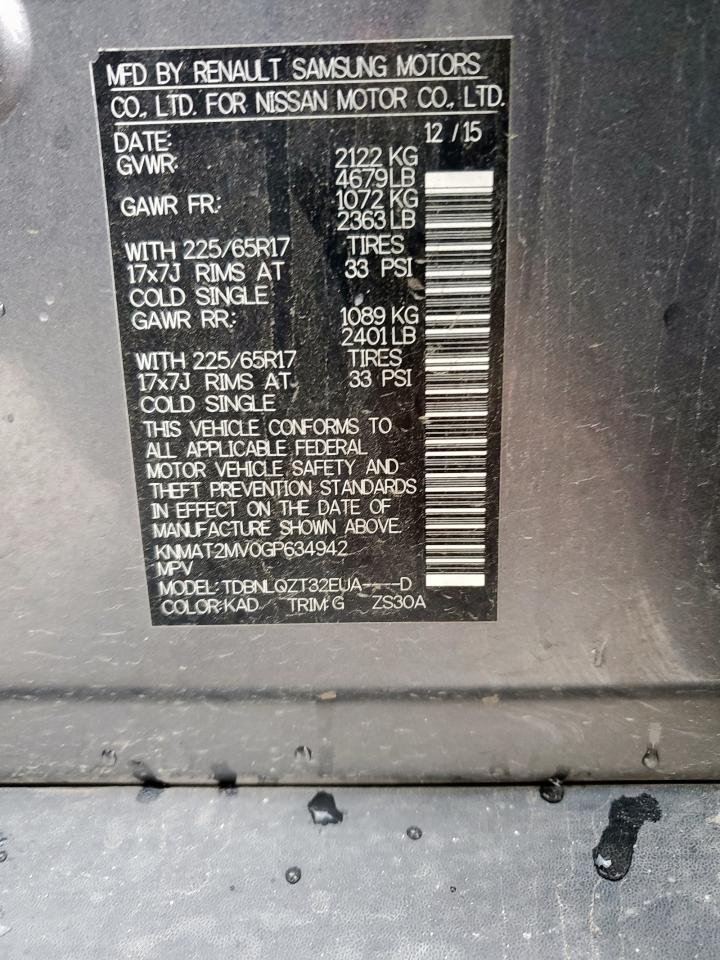 MFD BY RENAULT SAMSUNG MOTORS
CO., LTD. FOR NISSAN MOTOR CO., LTD.
DATE: 12 / 15
GVWR: 2122 KG
4679 LB
GAWR FR: 1072 KG
2363 LB
WITH 225/65R17 TIRES
17x7J RIMS AT 33 PSI
COLD SINGLE
GAWR RR: 1089 KG
2401 LB
WITH 225/65R17 TIRES
17x7J RIMS AT 33 PSI
COLD SINGLE
THIS VEHICLE CONFORMS TO
ALL APPLICABLE FEDERAL
MOTOR VEHICLE SAFETY AND
THEFT PREVENTION STANDARDS
IN EFFECT ON THE DATE OF
MANUFACTURE SHOWN ABOVE.
KNMAT2MV0GP634942
MPV
MODEL: TDBNLQZT32EUA----D
COLOR: KAD TRIM: G ZS30A